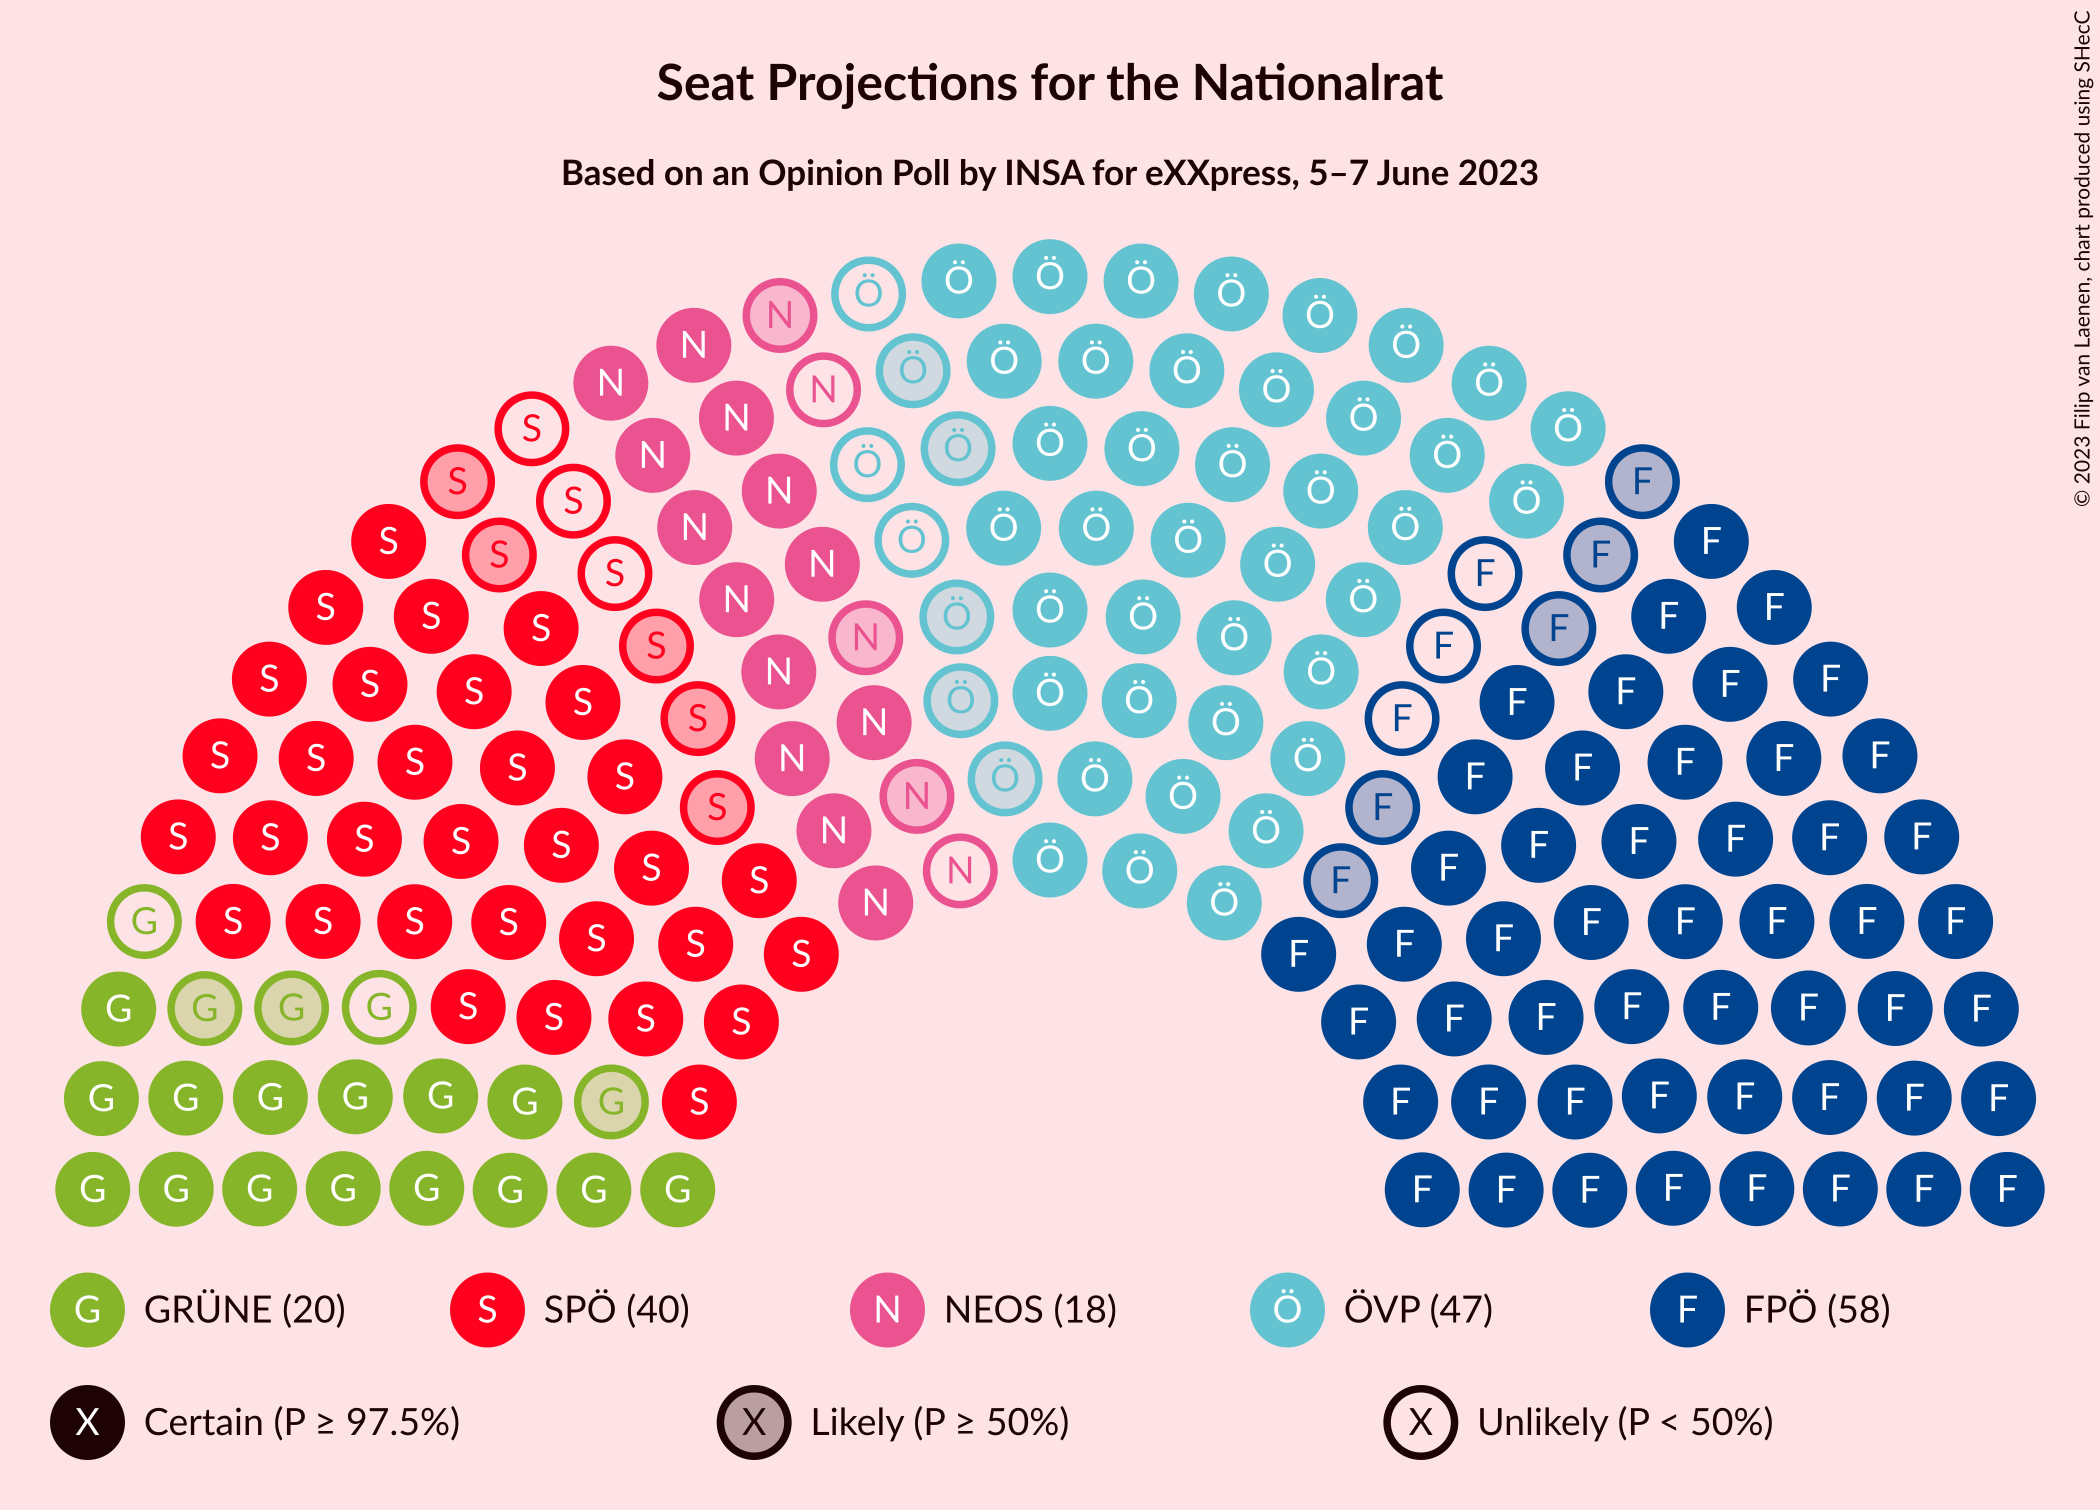 Seat Projections for the Nationalrat
Based on an Opinion Poll by INSA for eXXpress, 5–7 June 2023
© 2023 Filip van Laenen, chart produced using SHecC
Ö Ö Ö Ö Ö
N Ö
N Ö Ö Ö Ö Ö
N Ö Ö Ö
N N Ö Ö
S Ö Ö Ö Ö
N Ö Ö
S N Ö Ö F
S N Ö
S N Ö Ö Ö Ö Ö F
S N Ö F
S S F F
S Ö Ö
S N Ö F F
S S N Ö Ö F F
S S N Ö F F
S S S Ö Ö F F F
S S N Ö Ö F F F
S S S N Ö F F F
S S N Ö Ö Ö F F
S S S N Ö F F F
S S S S N Ö F F F F
S S N Ö Ö F F
S S N Ö F F
G S S S S F F F F
S S S F F F
G G G G S F F F F F
S S S F F F
G G G G G G G S F F F F F F F F
G G G G G G G G F F F F F F F F
G GRÜNE (20) S SPÖ (40) N NEOS (18) Ö ÖVP (47) F FPÖ (58)
X Certain (P ≥ 97.5%) X Likely (P ≥ 50%) X Unlikely (P < 50%)